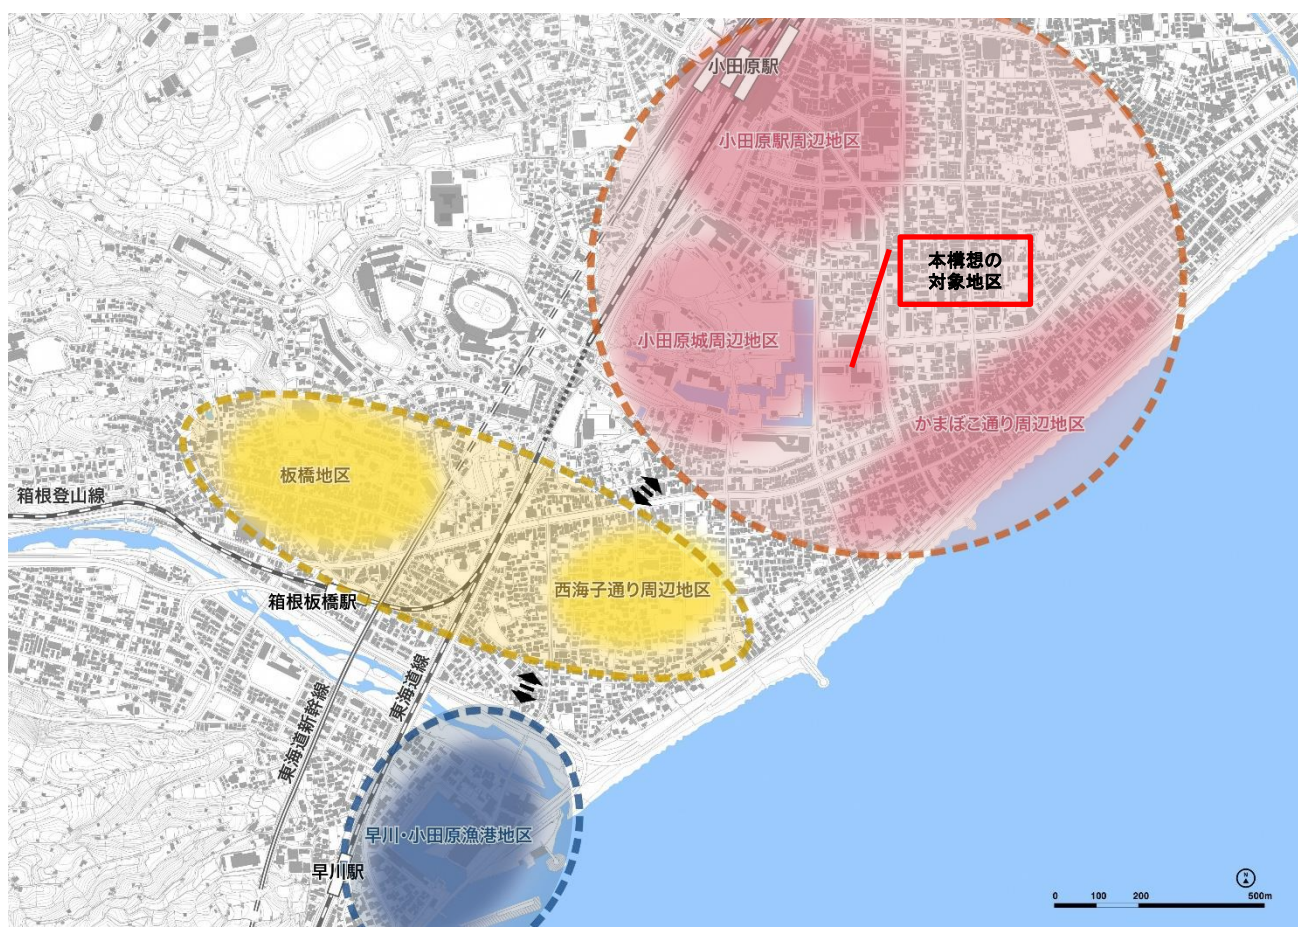 小田原駅
小田原駅周辺地区
本構想の
対象地区
小田原城周辺地区
かまぼこ通り周辺地区
板橋地区
箱根登山線
西海子通り周辺地区
箱根板橋駅
東海道新幹線
東海道線
早川・小田原漁港地区
早川駅
N
0 100 200 500m